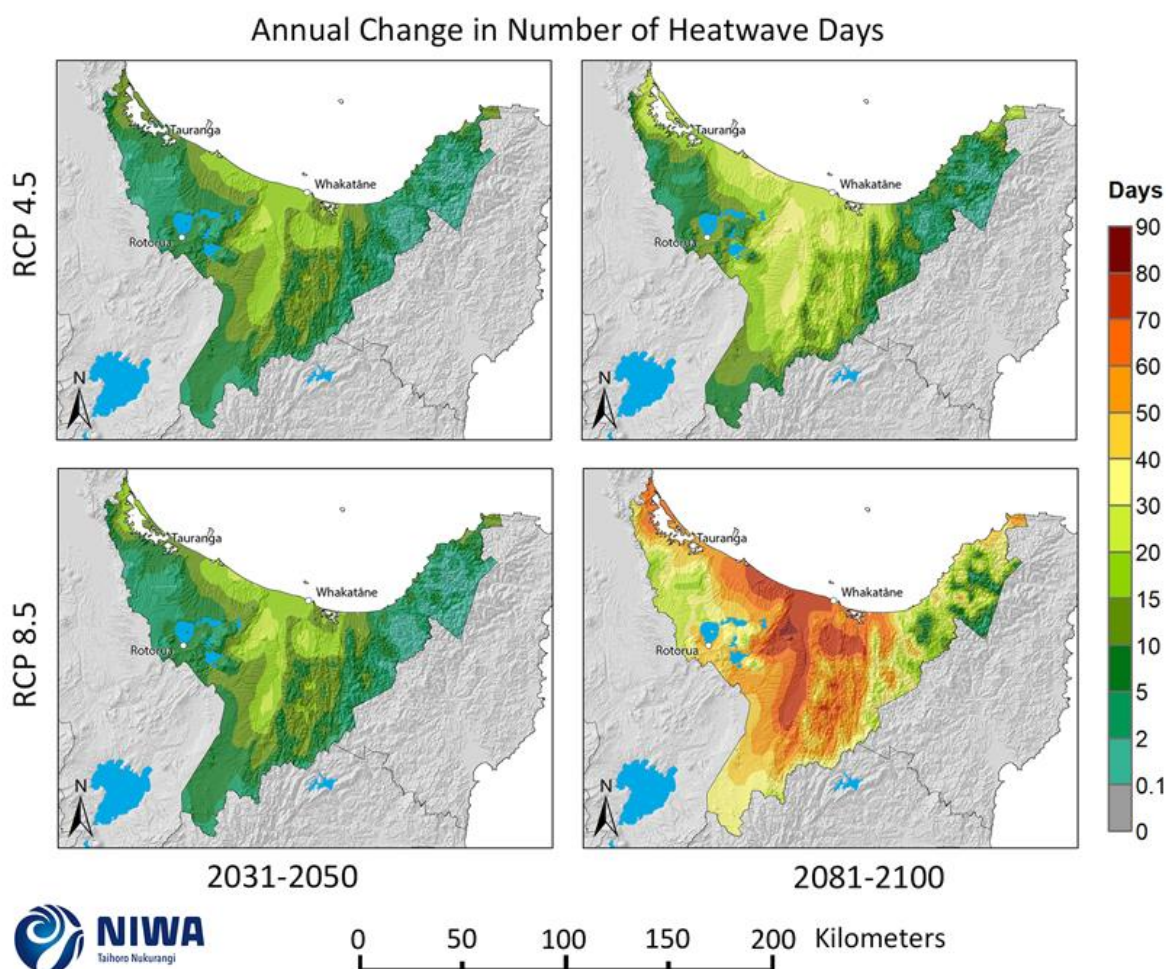 Annual Change in Number of Heatwave Days
RCP 4.5
Tauranga
Whakatāne
Rotorua
N
Tauranga
Whakatāne
Rotorua
N
RCP 8.5
Tauranga
Whakatāne
Rotorua
N
2031-2050
Tauranga
Whakatāne
Rotorua
N
2081-2100
Days
90
80
70
60
50
40
30
20
15
10
5
2
0.1
0
NIWA
Taihoro Nukurangi
0 50 100 150 200 Kilometers